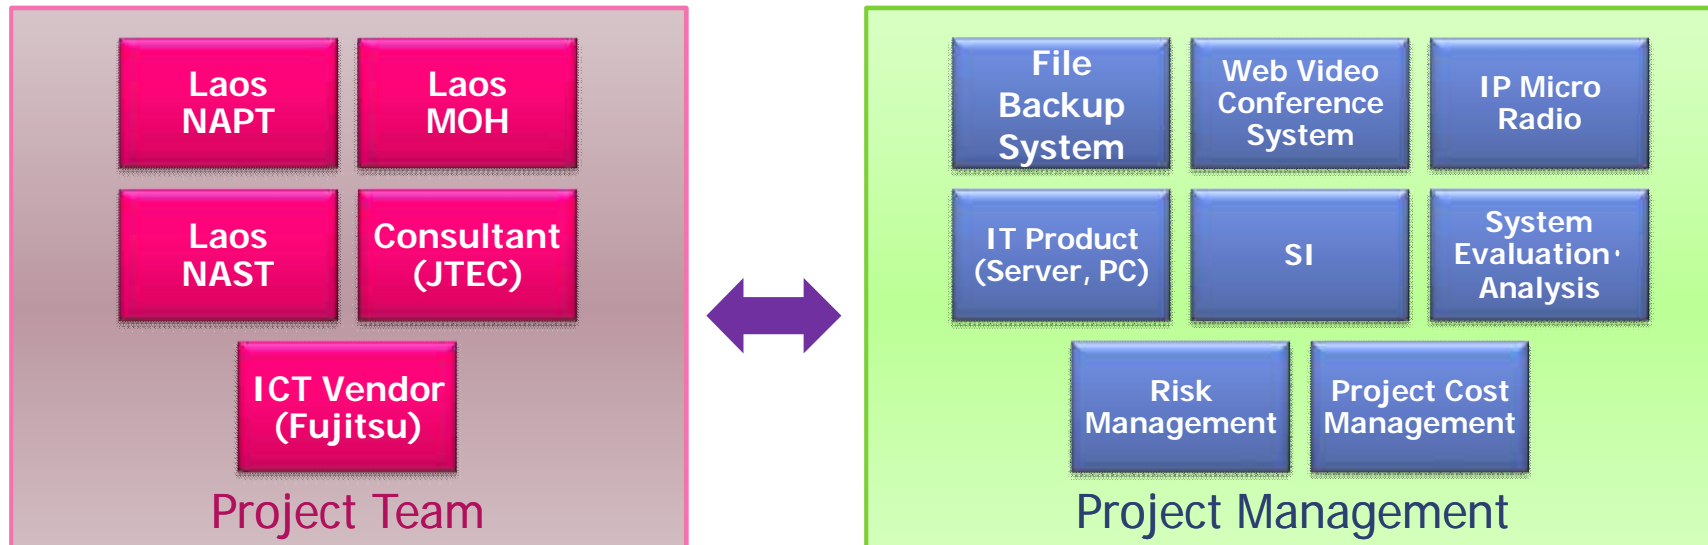 Laos
NAPT
Laos
MOH
Laos
NAST
Consultant
(JTEC)
ICT Vendor
(Fujitsu)
Project Team
File
Backup
System
Web Video
Conference
System
IP Micro
Radio
IT Product
(Server, PC)
SI
System
Evaluation・
Analysis
Risk
Management
Project Cost
Management
Project Management